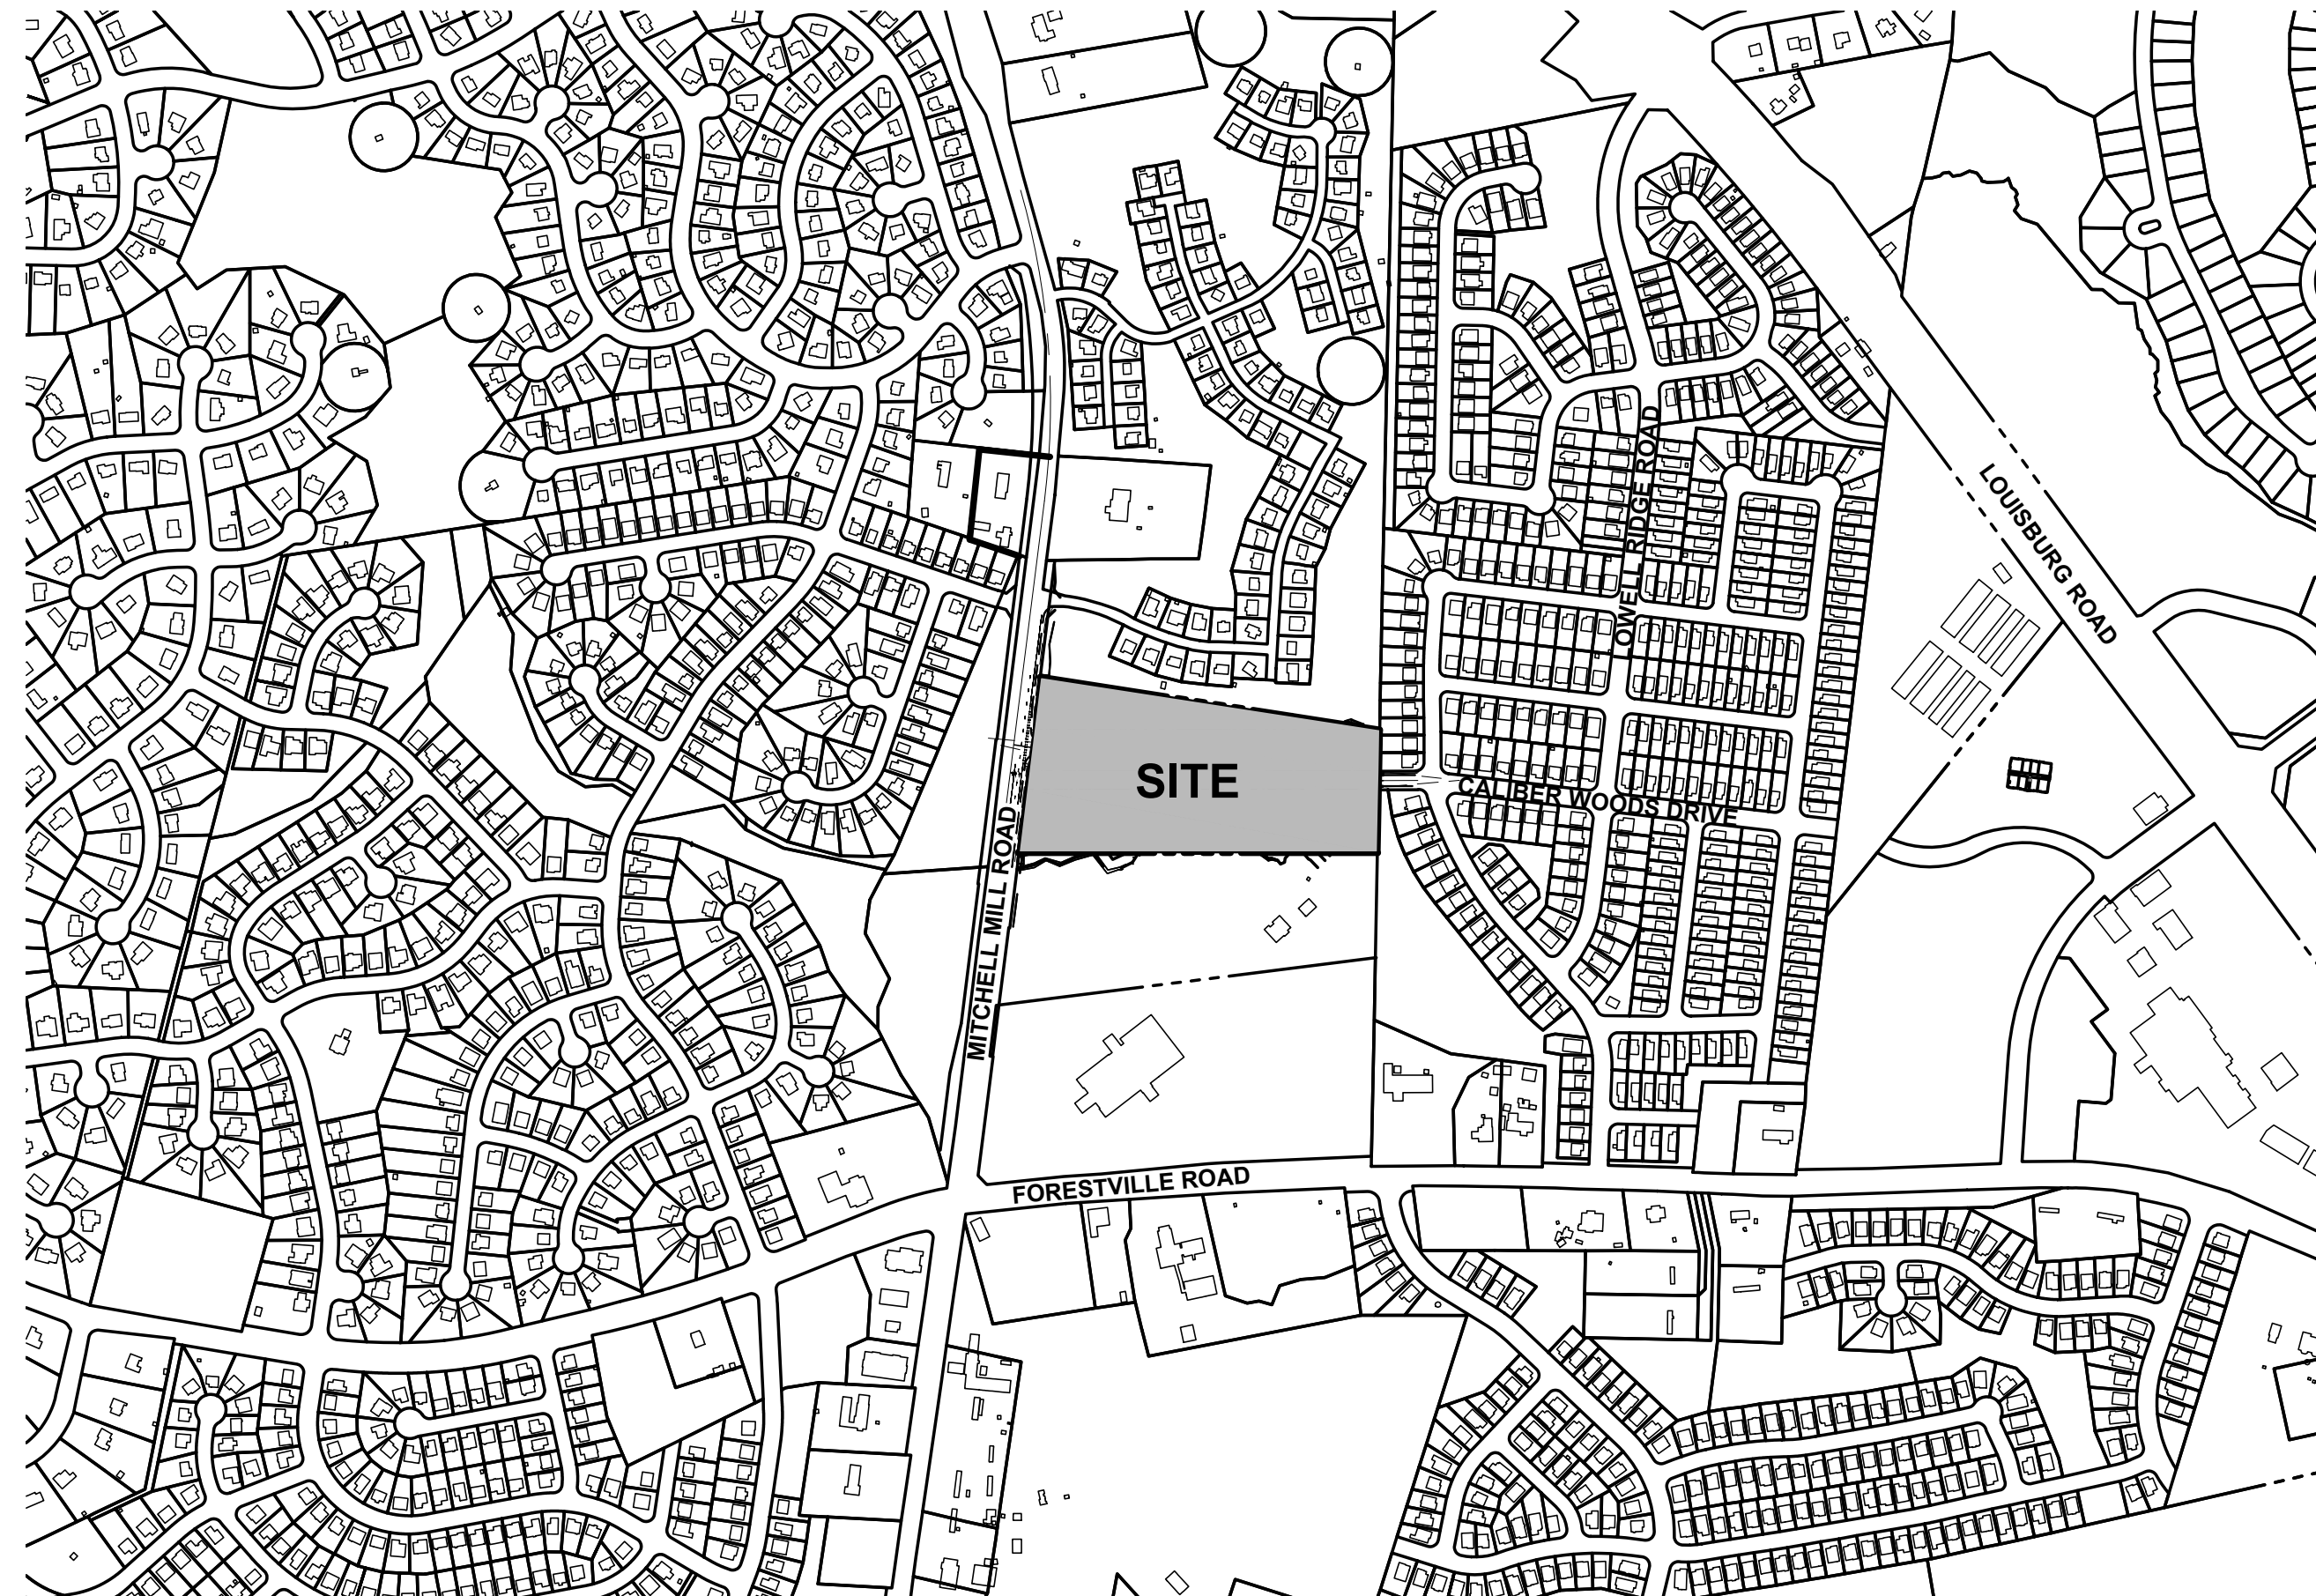 LOWELL RIDGE ROAD
LOUISBURG ROAD
SITE
CALIBER WOODS DRIVE
MITCHELL MILL ROAD
FORESTVILLE ROAD